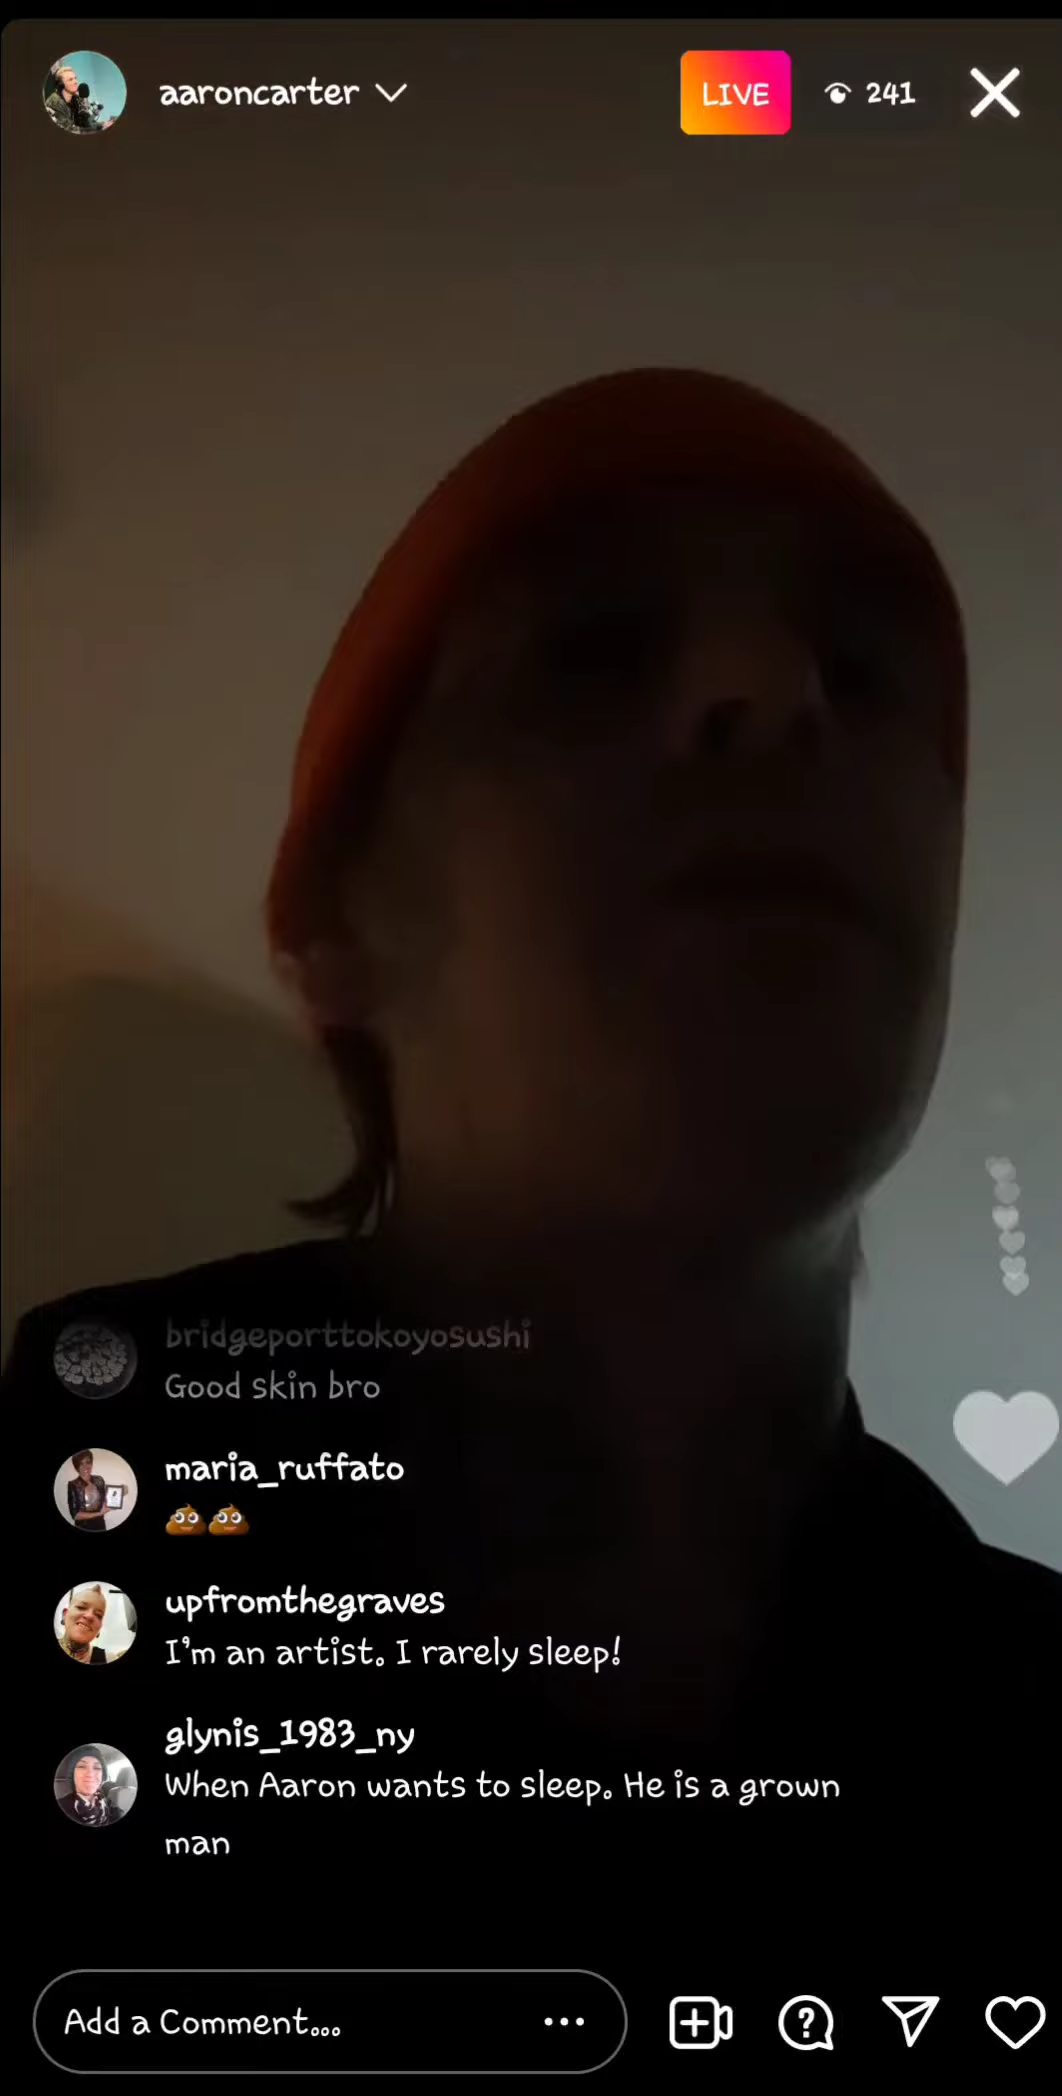 aaroncarter
LIVE
241
bridgeporttokoyosushi
Good skin bro
maria_ruffato
💩💩
upfromthegraves
I'm an artist. I rarely sleep!
glynis_1983_ny
When Aaron wants to sleep. He is a grown
man
Add a Comment...